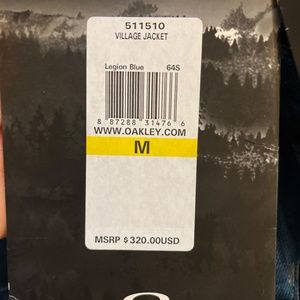 511510
VILLAGE JACKET
Legion Blue 64S
8 87288 31476 6
WWW.OAKLEY.COM
M
MSRP $320.00USD